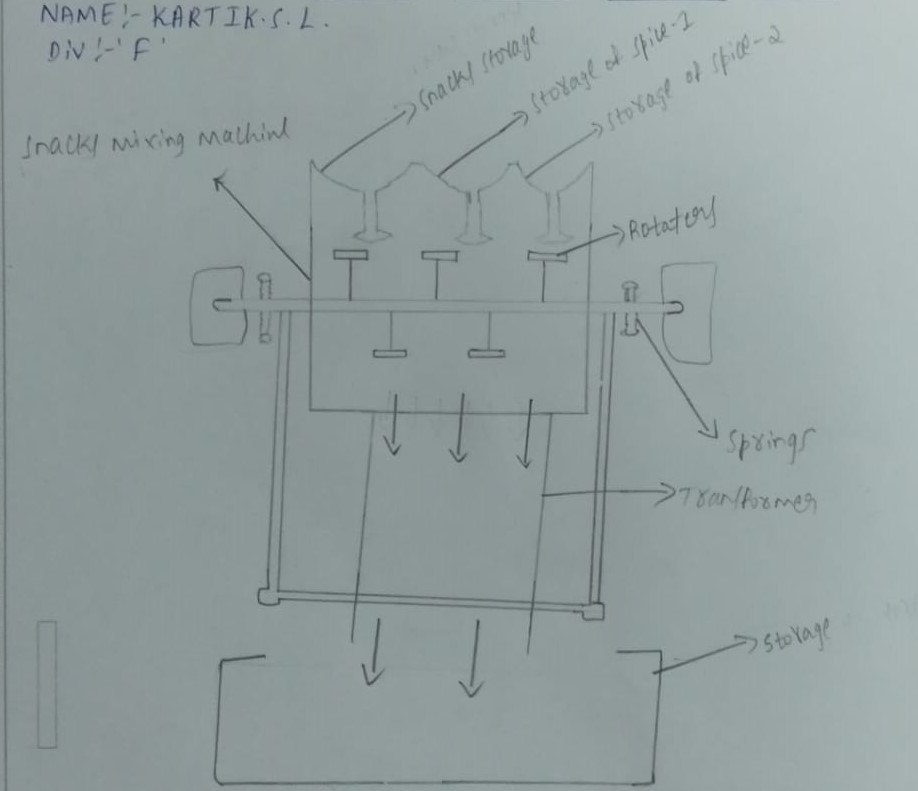 NAME:- KARTIK.S.L.
DIV:-'F'
Snacks storage
Storage of spice-1
Storage of spice-2
Snacks mixing machine
Rotaters
Springs
Transformer
Storage